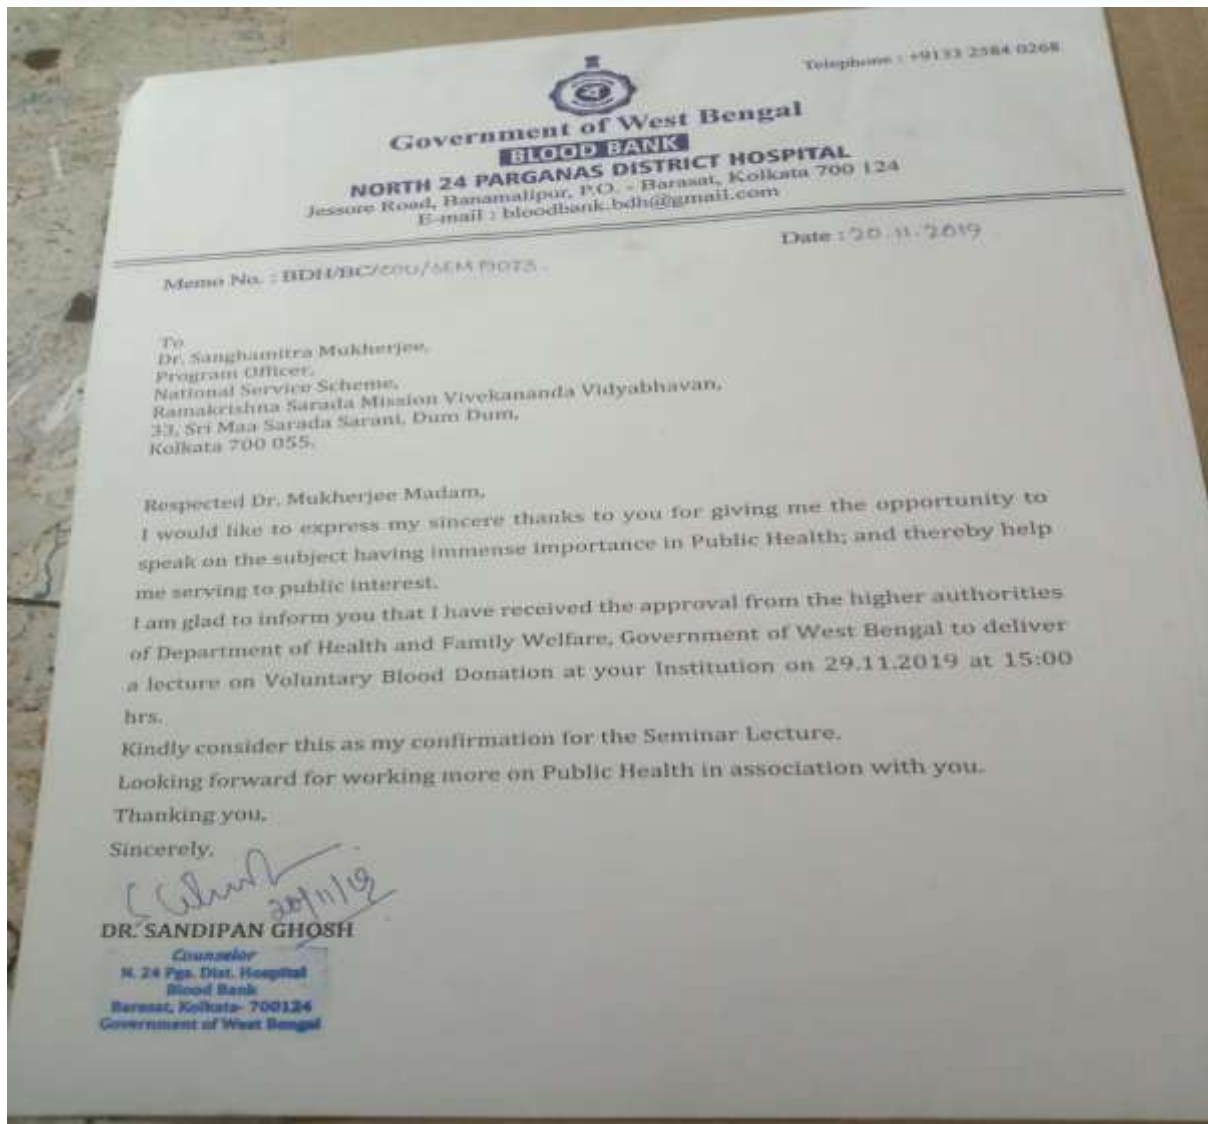 Telephone : +9133 2584 0268
Government of West Bengal
BLOOD BANK
NORTH 24 PARGANAS DISTRICT HOSPITAL
Jessore Road, Banamalipur, P.O. - Barasat, Kolkata 700 124
E-mail : bloodbank.bdh@gmail.com
Date : 20.11.2019
Memo No. : BDH/BC/COU/SEM
To
Dr. Sanghamitra Mukherjee,
Program Officer,
National Service Scheme,
Ramakrishna Sarada Mission Vivekananda Vidyabhavan,
33, Sri Maa Sarada Sarani, Dum Dum,
Kolkata 700 055.
Respected Dr. Mukherjee Madam,
I would like to express my sincere thanks to you for giving me the opportunity to
speak on the subject having immense importance in Public Health; and thereby help
me serving to public interest.
I am glad to inform you that I have received the approval from the higher authorities
of Department of Health and Family Welfare, Government of West Bengal to deliver
a lecture on Voluntary Blood Donation at your Institution on 29.11.2019 at 15:00
hrs.
Kindly consider this as my confirmation for the Seminar Lecture.
Looking forward for working more on Public Health in association with you.
Thanking you,
Sincerely,
20/11/19
DR. SANDIPAN GHOSH
Counselor
N. 24 Pgs. Dist. Hospital
Blood Bank
Barasat, Kolkata- 700124
Government of West Bengal